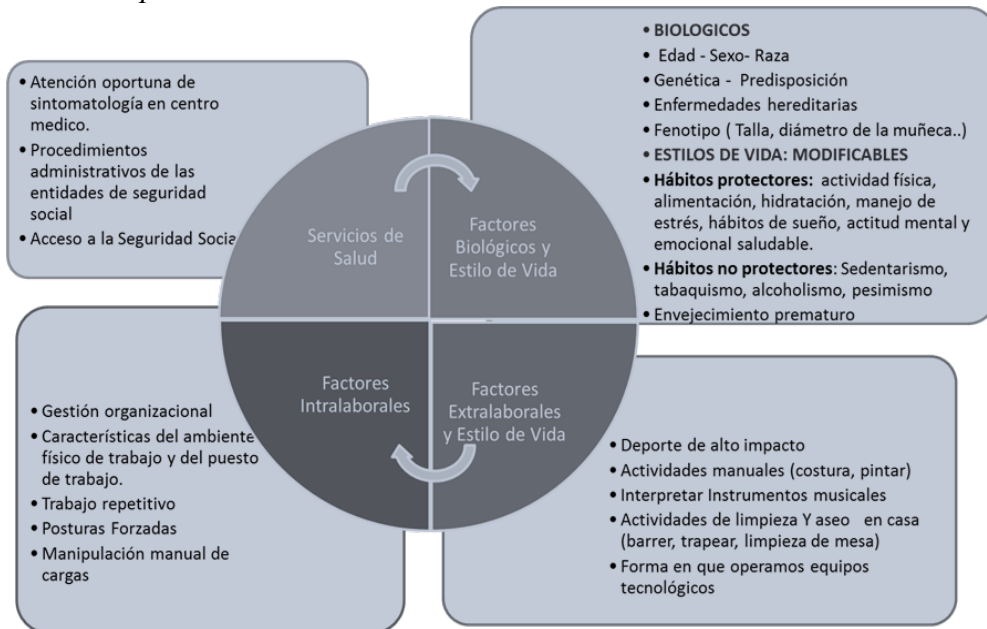 • Atención oportuna de
sintomatología en centro
medico.
• Procedimientos
administrativos de las
entidades de seguridad
social
• Acceso a la Seguridad Socia
• BIOLOGICOS
• Edad - Sexo- Raza
• Genética - Predisposición
• Enfermedades hereditarias
• Fenotipo ( Talla, diámetro de la muñeca..)
• ESTILOS DE VIDA: MODIFICABLES
• Hábitos protectores: actividad física,
alimentación, hidratación, manejo de
estrés, hábitos de sueño, actitud mental y
emocional saludable.
• Hábitos no protectores: Sedentarismo,
tabaquismo, alcoholismo, pesimismo
• Envejecimiento prematuro
Servicios de
Salud
Factores
Biológicos y
Estilo de Vida
Factores
Intralaborales
Factores
Extralaborales
y Estilo de Vida
• Gestión organizacional
• Características del ambiente
físico de trabajo y del puesto
de trabajo.
• Trabajo repetitivo
• Posturas Forzadas
• Manipulación manual de
cargas
• Deporte de alto impacto
• Actividades manuales (costura, pintar)
• Interpretar Instrumentos musicales
• Actividades de limpieza Y aseo en casa
(barrer, trapear, limpieza de mesa)
• Forma en que operamos equipos
tecnológicos